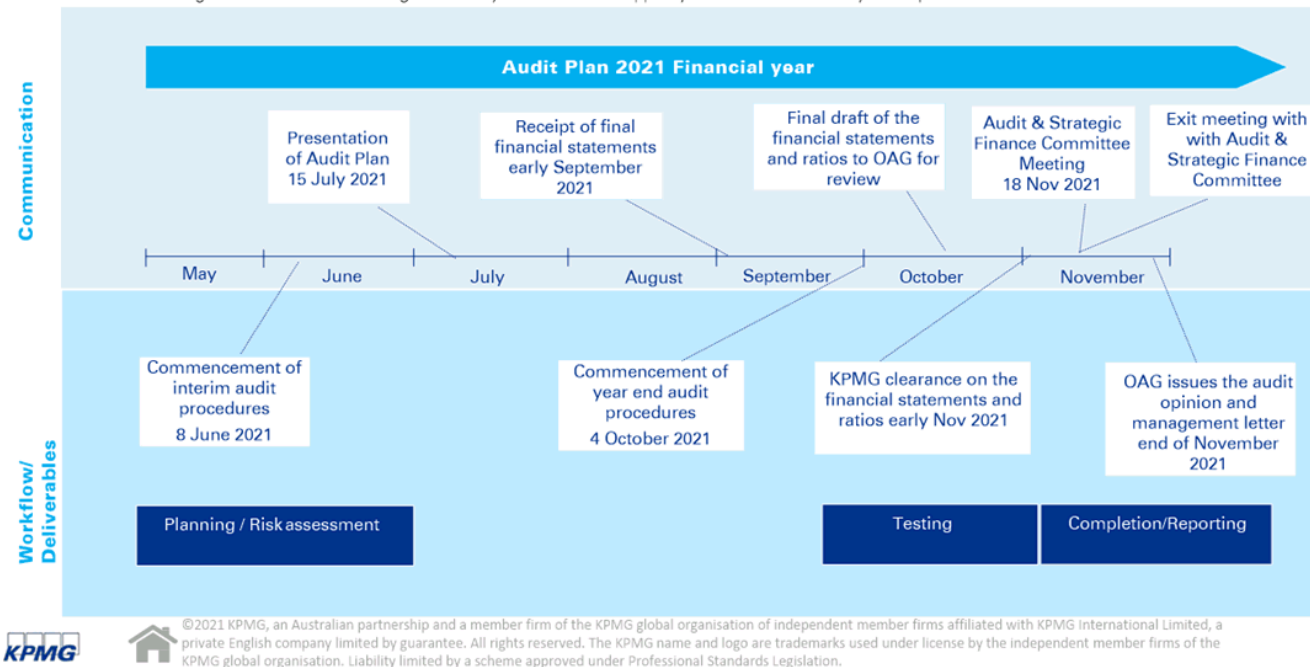 Audit Plan 2021 Financial year
Communication
Presentation
of Audit Plan
15 July 2021
Receipt of final
financial statements
early September
2021
Final draft of the
financial statements
and ratios to OAG for
review
Audit & Strategic
Finance Committee
Meeting
18 Nov 2021
Exit meeting with
with Audit &
Strategic Finance
Committee
May
June
July
August
September
October
November
Workflow/
Deliverables
Commencement of
interim audit
procedures
8 June 2021
Commencement of
year end audit
procedures
4 October 2021
KPMG clearance on the
financial statements and
ratios early Nov 2021
OAG issues the audit
opinion and
management letter
end of November
2021
Planning / Risk assessment
Testing
Completion/Reporting
KPMG
©2021 KPMG, an Australian partnership and a member firm of the KPMG global organisation of independent member firms affiliated with KPMG International Limited, a
private English company limited by guarantee. All rights reserved. The KPMG name and logo are trademarks used under license by the independent member firms of the
KPMG global organisation. Liability limited by a scheme approved under Professional Standards Legislation.